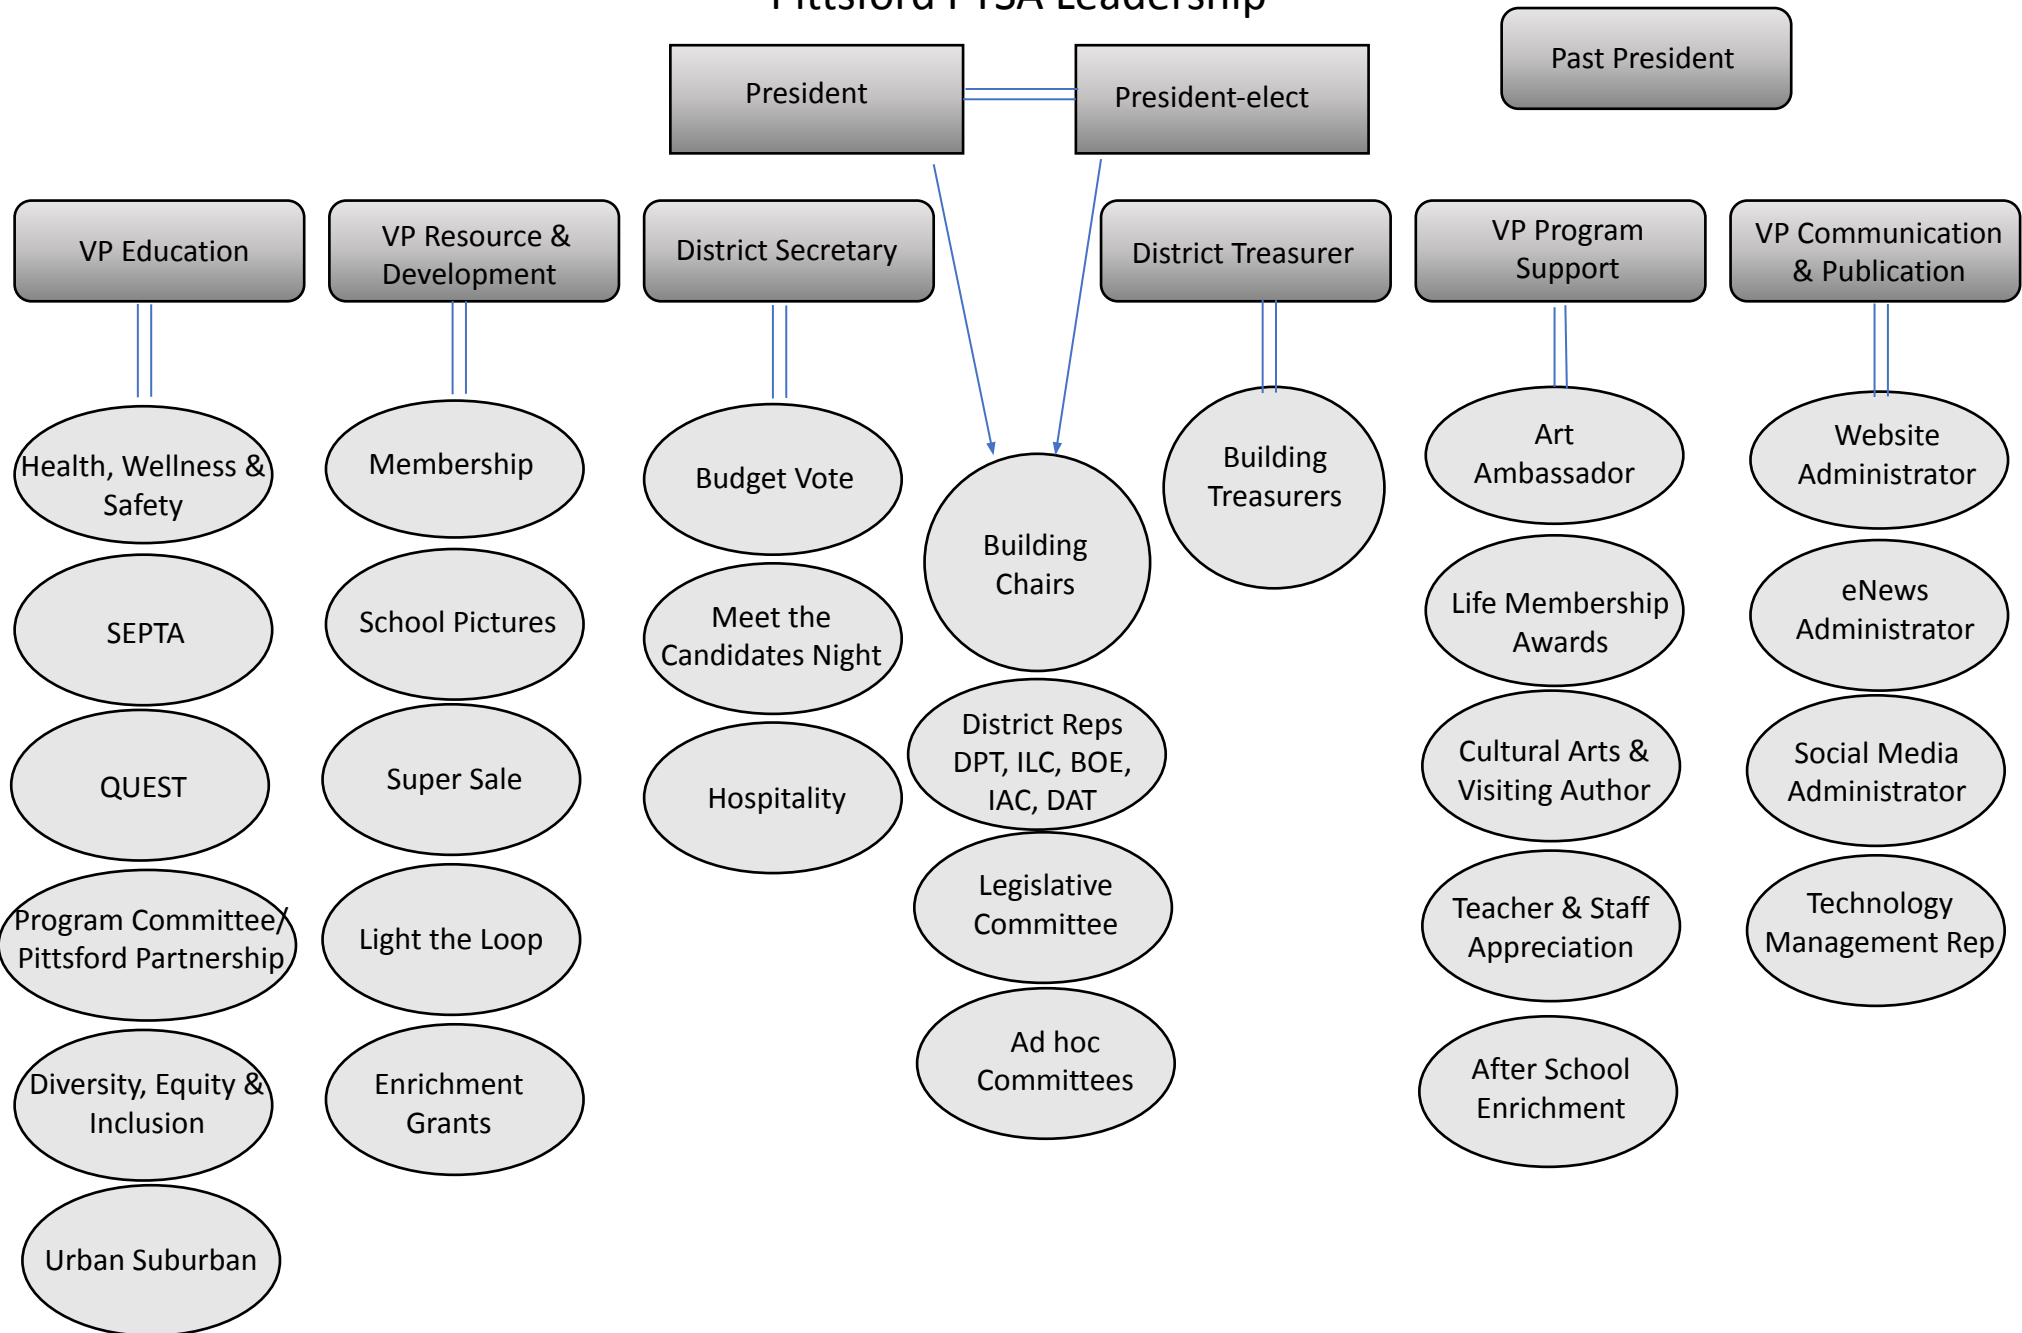 Pittsford PTSA Leadership
President
President-elect
Past President
VP Education
VP Resource &
Development
District Secretary
District Treasurer
VP Program
Support
VP Communication
& Publication
Health, Wellness &
Safety
SEPTA
QUEST
Program Committee/
Pittsford Partnership
Diversity, Equity &
Inclusion
Urban Suburban
Membership
School Pictures
Super Sale
Light the Loop
Enrichment
Grants
Budget Vote
Meet the
Candidates Night
Hospitality
Building
Chairs
District Reps
DPT, ILC, BOE,
IAC, DAT
Legislative
Committee
Ad hoc
Committees
Building
Treasurers
Art
Ambassador
Life Membership
Awards
Cultural Arts &
Visiting Author
Teacher & Staff
Appreciation
After School
Enrichment
Website
Administrator
eNews
Administrator
Social Media
Administrator
Technology
Management Rep